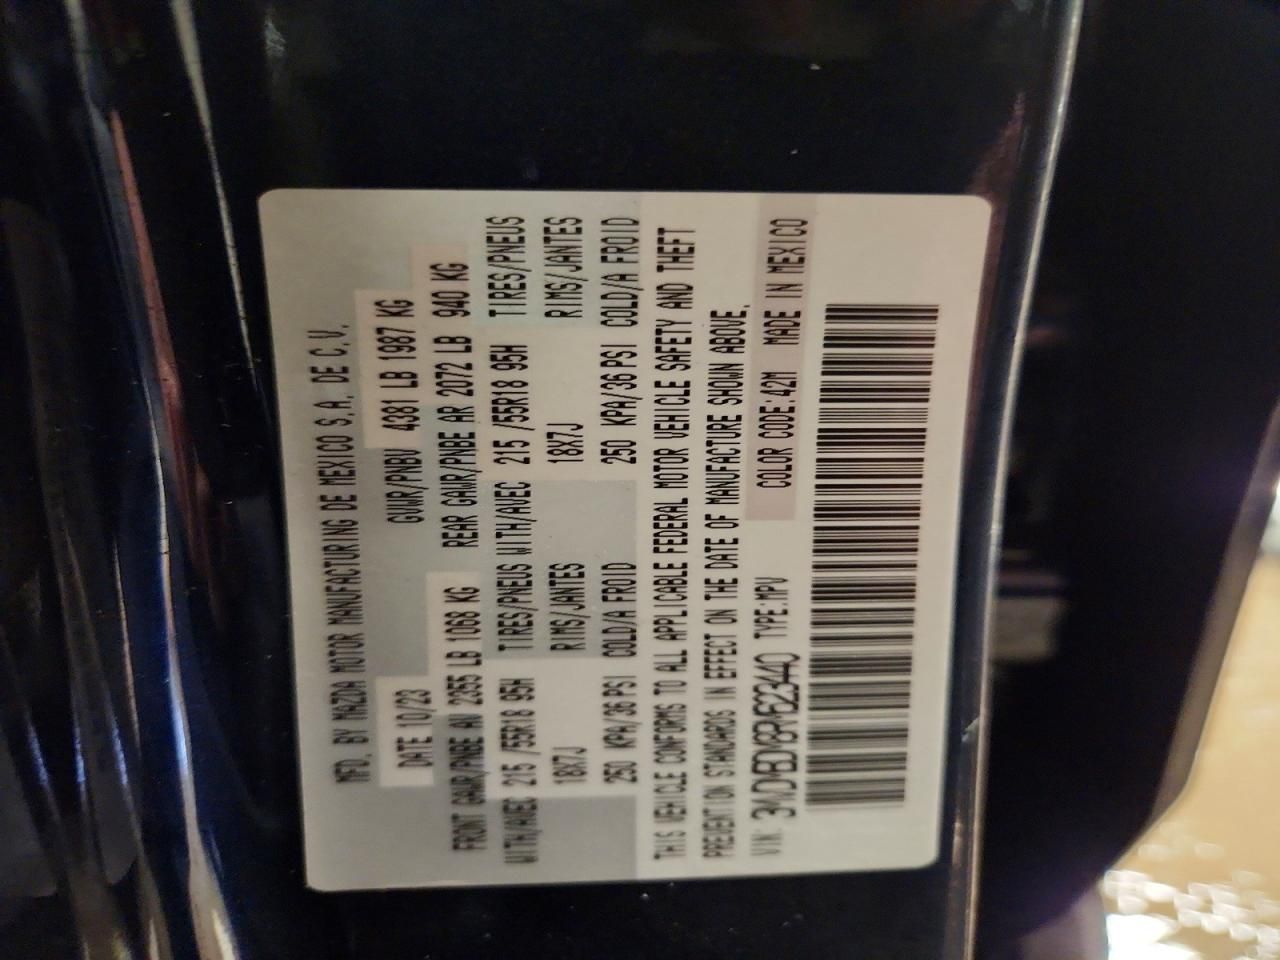 MFD. BY MAZDA MOTOR MANUFACTURING DE MEXICO S.A. DE C.V.
DATE 10/23 GVWR/PNBV 4381 LB 1987 KG
FRONT GAWR/PNBE AV 2355 LB 1068 KG REAR GAWR/PNBE AR 2072 LB 940 KG
WITH/AVEC 215 /55R18 95H TIRES/PNEUS WITH/AVEC 215 /55R18 95H TIRES/PNEUS
18X7J RIMS/JANTES 18X7J RIMS/JANTES
250 KPA/36 PSI COLD/A FROID 250 KPA/36 PSI COLD/A FROID
THIS VEHICLE CONFORMS TO ALL APPLICABLE FEDERAL MOTOR VEHICLE SAFETY AND THEFT
PREVENTION STANDARDS IN EFFECT ON THE DATE OF MANUFACTURE SHOWN ABOVE.
VIN: TYPE:MPV COLOR CODE:42M MADE IN MEXICO